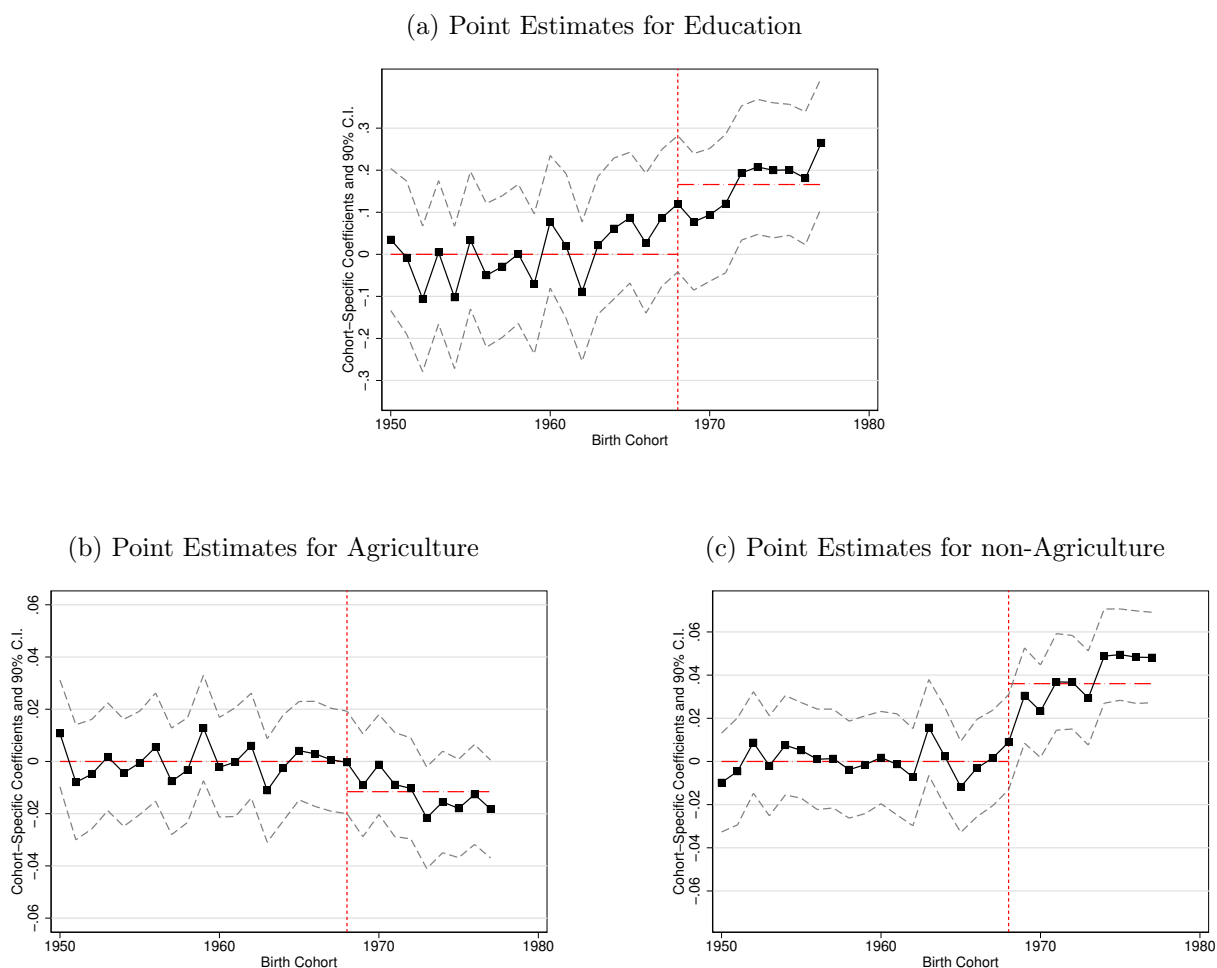 (a) Point Estimates for Education
Cohort−Specific Coefficients and 90% C.I.
.3
.2
.1
0
−.1
−.2
−.3
1950 1960 1970 1980
Birth Cohort
(b) Point Estimates for Agriculture
Cohort−Specific Coefficients and 90% C.I.
.06
.04
.02
0
−.02
−.04
−.06
1950 1960 1970 1980
Birth Cohort
(c) Point Estimates for non-Agriculture
Cohort−Specific Coefficients and 90% C.I.
.06
.04
.02
0
−.02
−.04
−.06
1950 1960 1970 1980
Birth Cohort